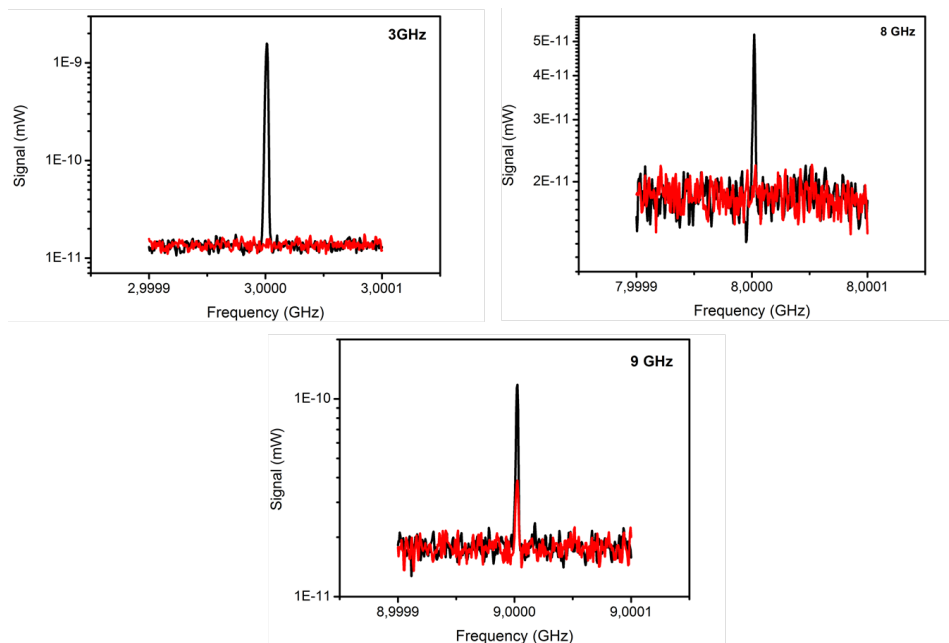 3GHz
Signal (mW)
1E-9
1E-10
1E-11
2,9999
3,0000
3,0001
Frequency (GHz)
8 GHz
Signal (mW)
5E-11
4E-11
3E-11
2E-11
7,9999
8,0000
8,0001
Frequency (GHz)
9 GHz
Signal (mW)
1E-10
1E-11
8,9999
9,0000
9,0001
Frequency (GHz)